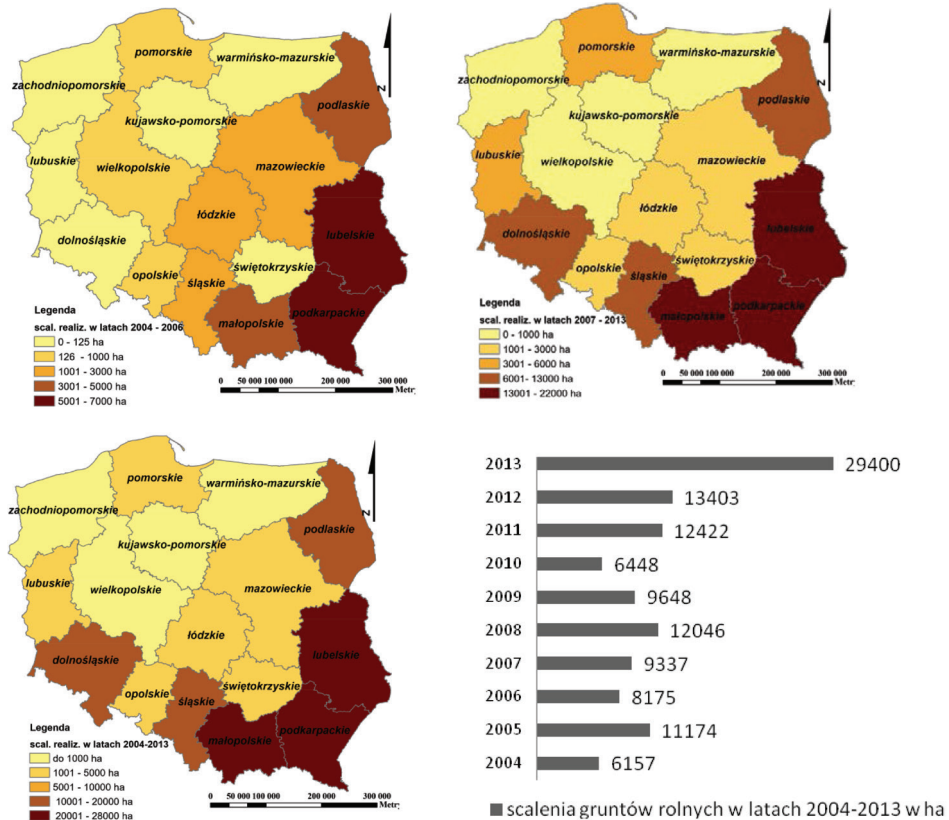 pomorskie
warmińsko-mazurskie
zachodniopomorskie
podlaskie
kujawsko-pomorskie
lubuskie
wielkopolskie
mazowieckie
łódzkie
lubelskie
dolnośląskie
opolskie
świętokrzyskie
śląskie
małopolskie
podkarpackie
N
Legenda
scal. realiz. w latach 2004 - 2006
0 - 125 ha
126 - 1000 ha
1001 - 3000 ha
3001 - 5000 ha
5001 - 7000 ha
0 50 000 100 000 200 000 300 000
Metry
pomorskie
warmińsko-mazurskie
zachodniopomorskie
podlaskie
kujawsko-pomorskie
lubuskie
wielkopolskie
mazowieckie
łódzkie
lubelskie
dolnośląskie
opolskie
świętokrzyskie
śląskie
małopolskie
podkarpackie
N
Legenda
scal. realiz. w latach 2007 - 2013
0 - 1000 ha
1001 - 3000 ha
3001 - 6000 ha
6001- 13000 ha
13001 - 22000 ha
0 50 000 100 000 200 000 300 000
Metry
pomorskie
warmińsko-mazurskie
zachodniopomorskie
podlaskie
kujawsko-pomorskie
lubuskie
wielkopolskie
mazowieckie
łódzkie
lubelskie
dolnośląskie
opolskie
świętokrzyskie
śląskie
małopolskie
podkarpackie
N
Legenda
scal. realiz. w latach 2004-2013
do 1000 ha
1001 - 5000 ha
5001 - 10000 ha
10001 - 20000 ha
20001 - 28000 ha
0 50 000 100 000 200 000 300 000
Metry
2013 29400
2012 13403
2011 12422
2010 6448
2009 9648
2008 12046
2007 9337
2006 8175
2005 11174
2004 6157
scalenia gruntów rolnych w latach 2004-2013 w ha